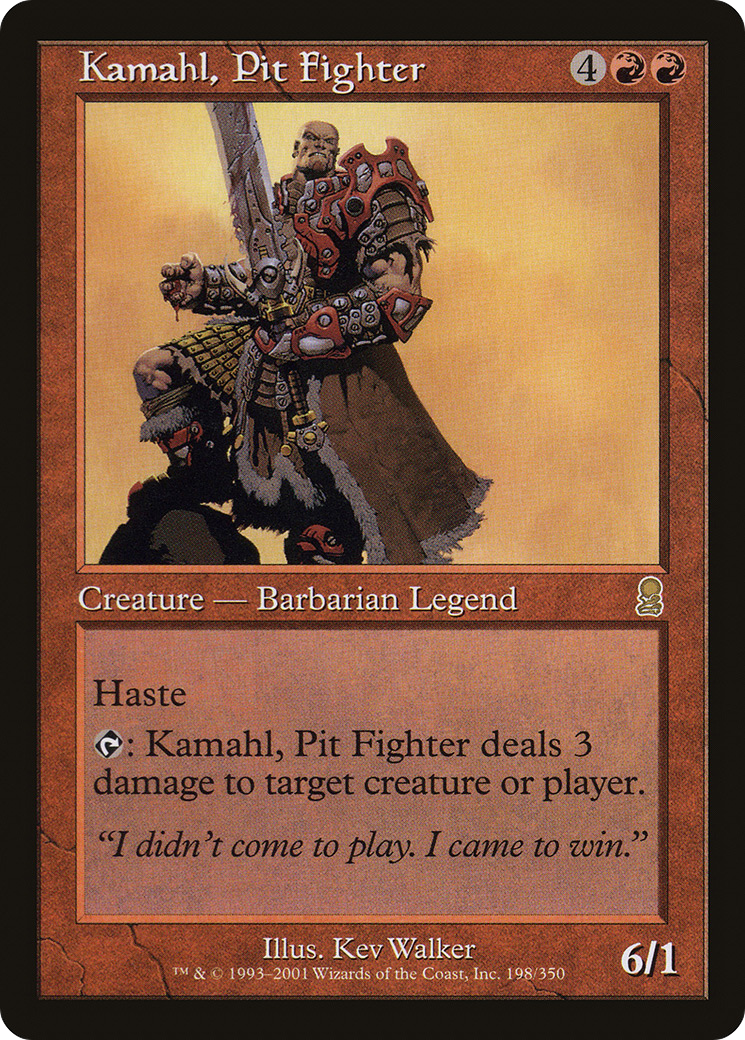 Kamahl, Pit Fighter 4
Creature — Barbarian Legend
Haste
: Kamahl, Pit Fighter deals 3
damage to target creature or player.
“I didn’t come to play. I came to win.”
Illus. Kev Walker
6/1
™ & © 1993–2001 Wizards of the Coast, Inc. 198/350